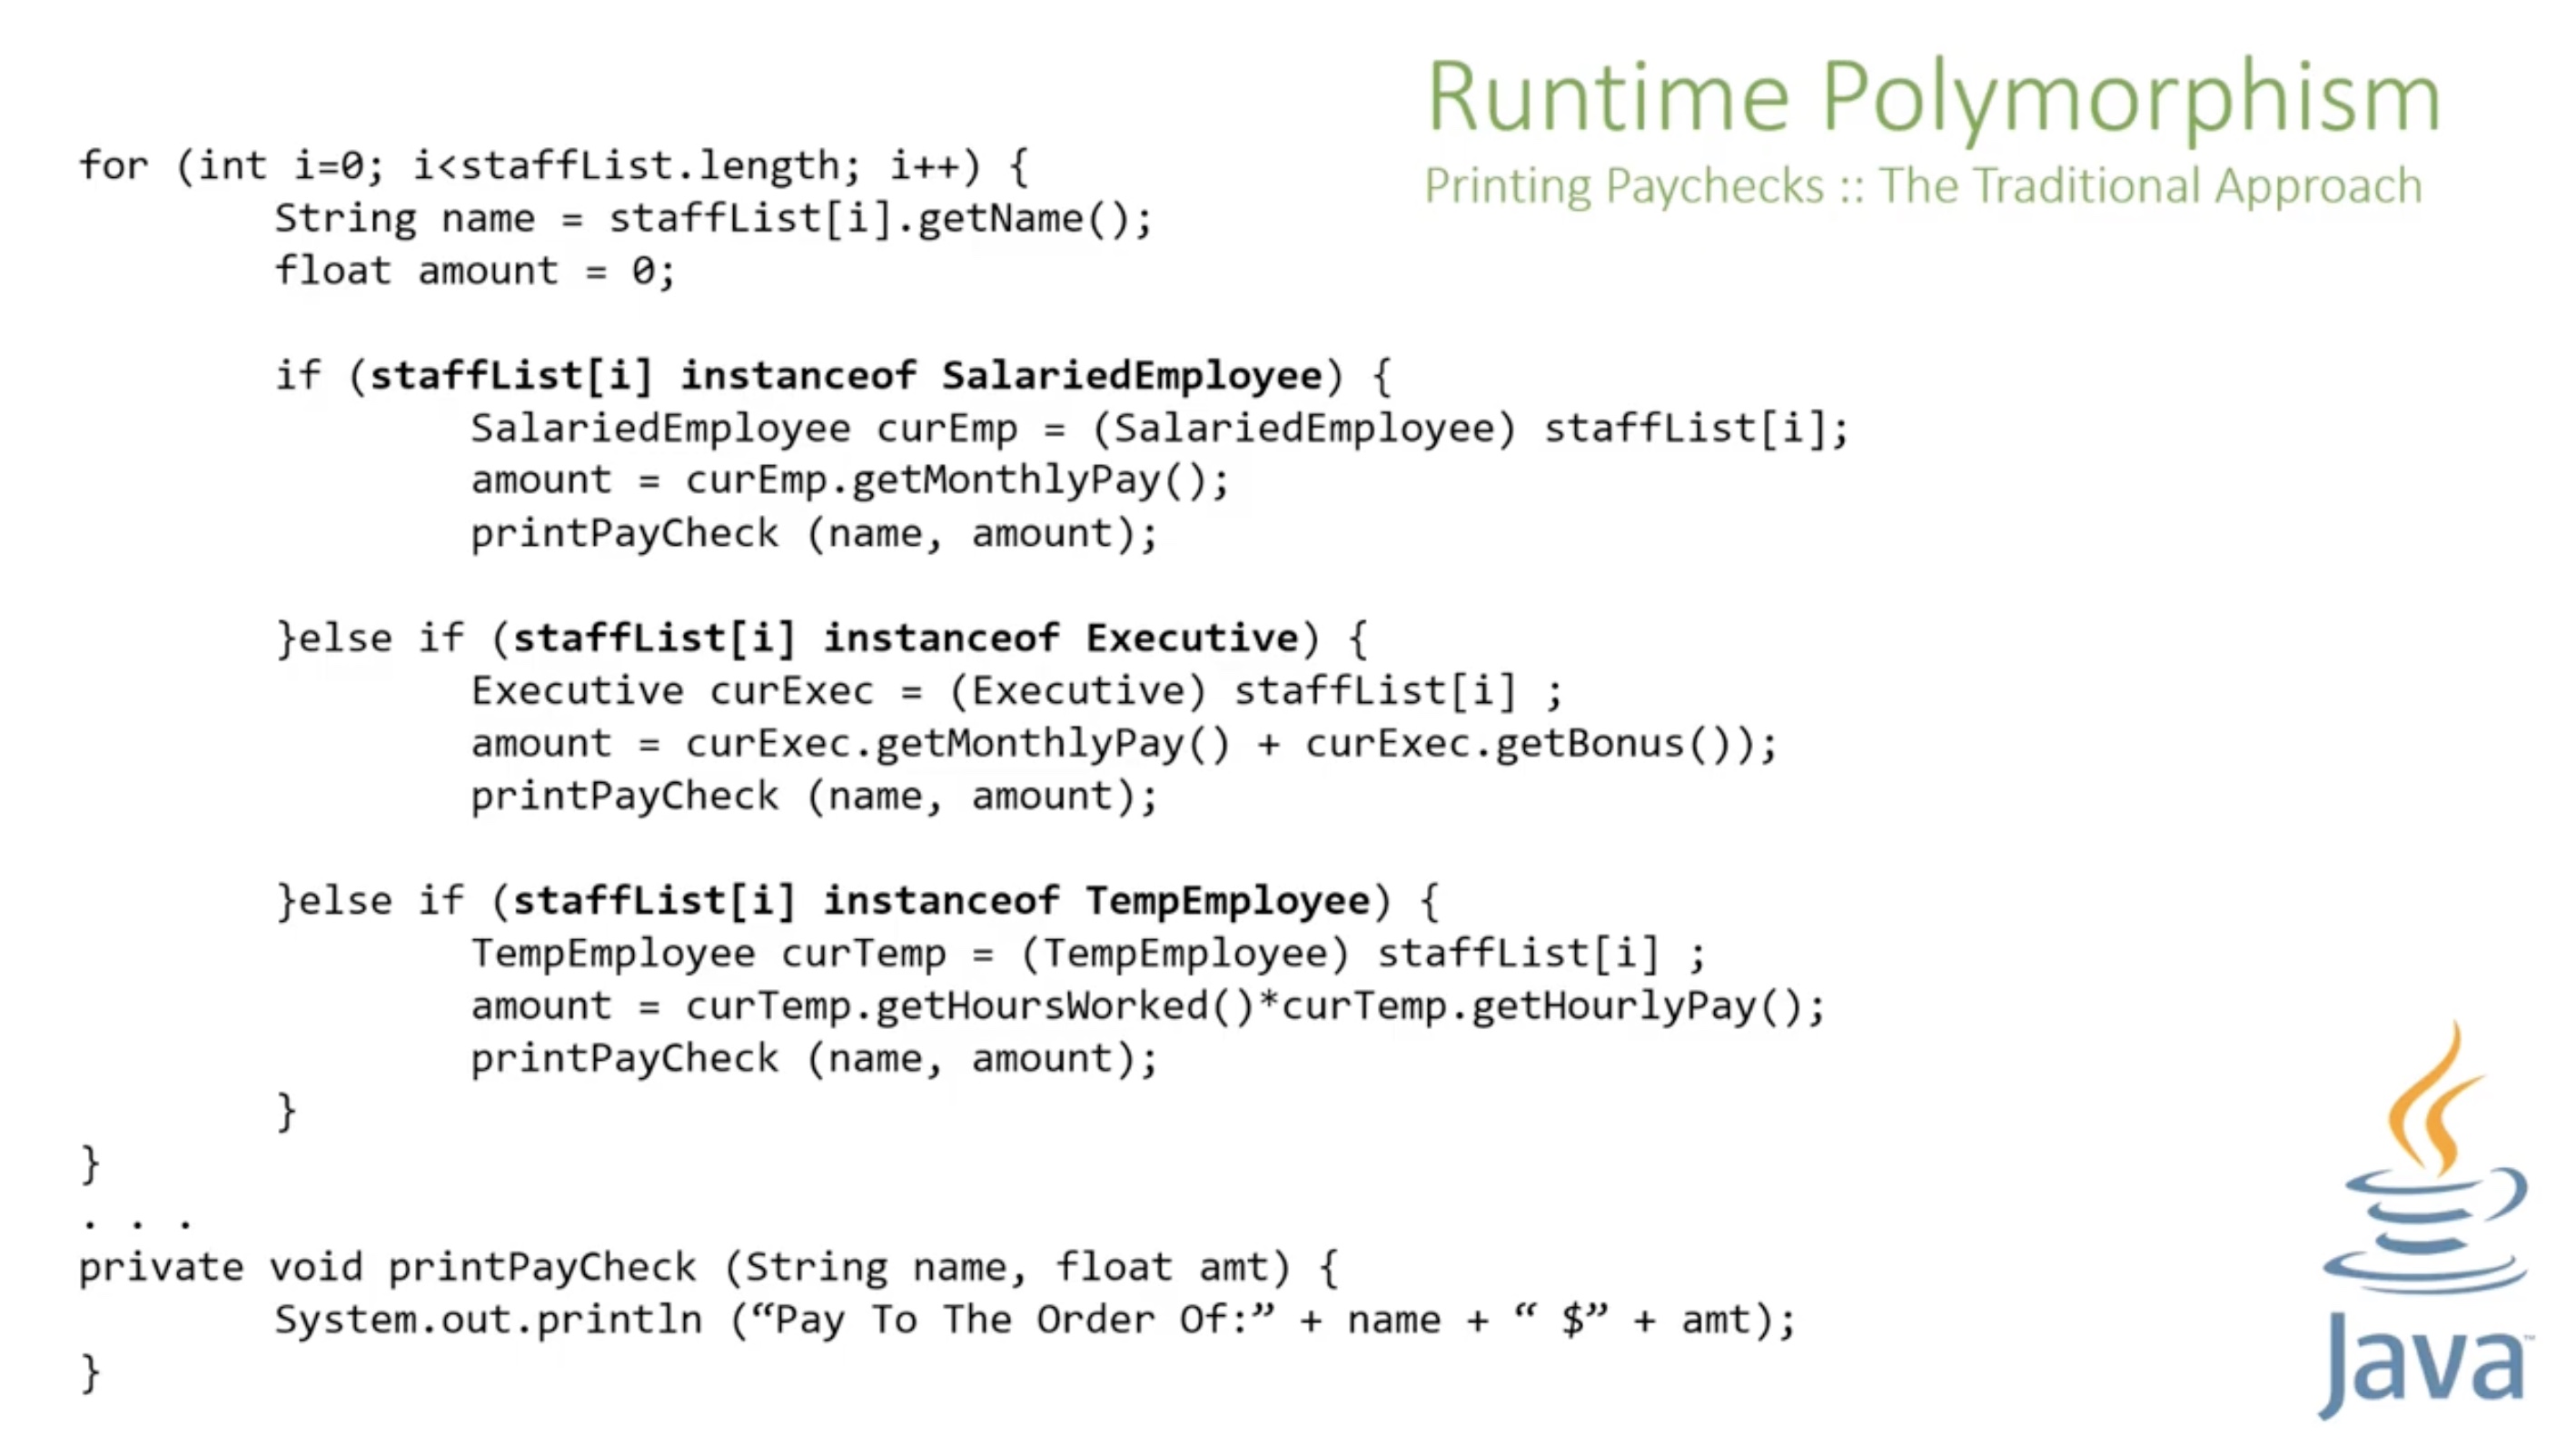 Runtime Polymorphism
Printing Paychecks :: The Traditional Approach
for (int i=0; i<staffList.length; i++) {
String name = staffList[i].getName();
float amount = 0;
if (staffList[i] instanceof SalariedEmployee) {
SalariedEmployee curEmp = (SalariedEmployee) staffList[i];
amount = curEmp.getMonthlyPay();
printPayCheck (name, amount);
}else if (staffList[i] instanceof Executive) {
Executive curExec = (Executive) staffList[i] ;
amount = curExec.getMonthlyPay() + curExec.getBonus());
printPayCheck (name, amount);
}else if (staffList[i] instanceof TempEmployee) {
TempEmployee curTemp = (TempEmployee) staffList[i] ;
amount = curTemp.getHoursWorked()*curTemp.getHourlyPay();
printPayCheck (name, amount);
}
}
. . .
private void printPayCheck (String name, float amt) {
System.out.println (“Pay To The Order Of:” + name + “ $” + amt);
}
Java™